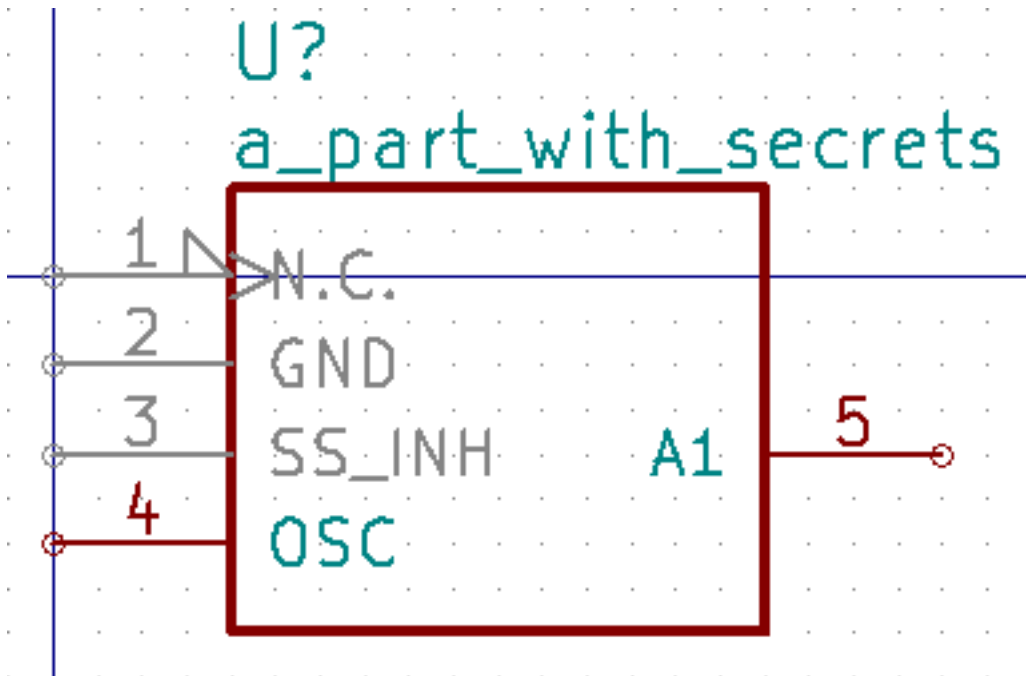 U?
a_part_with_secrets
1 N.C.
2 GND
3 SS_INH A1 5
4 OSC